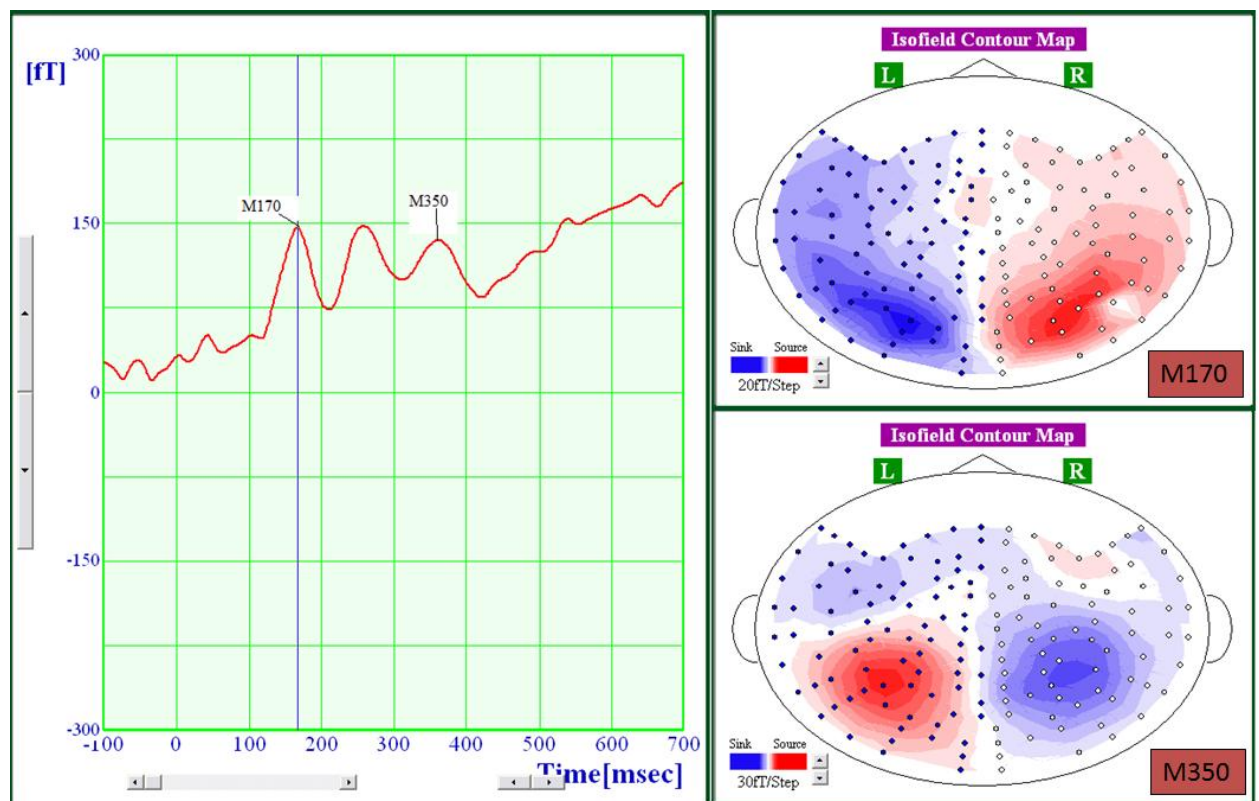 300
[fT]
150
0
-150
-300
M170
M350
-100 0 100 200 300 400 500 600 700
Time[msec]
Isofield Contour Map
L R
Sink Source
20fT/Step
M170
Isofield Contour Map
L R
Sink Source
30fT/Step
M350